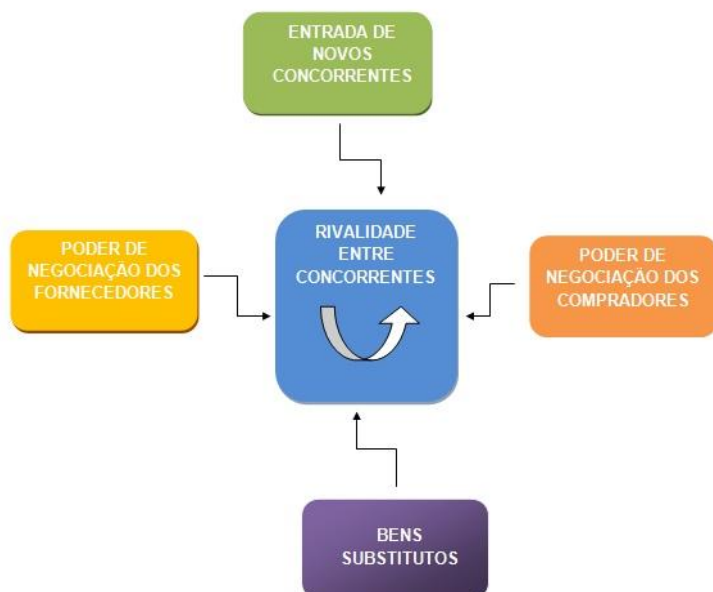 ENTRADA DE
NOVOS
CONCORRENTES
PODER DE
NEGOCIAÇÃO DOS
FORNECEDORES
RIVALIDADE
ENTRE
CONCORRENTES
PODER DE
NEGOCIAÇÃO DOS
COMPRADORES
BENS
SUBSTITUTOS